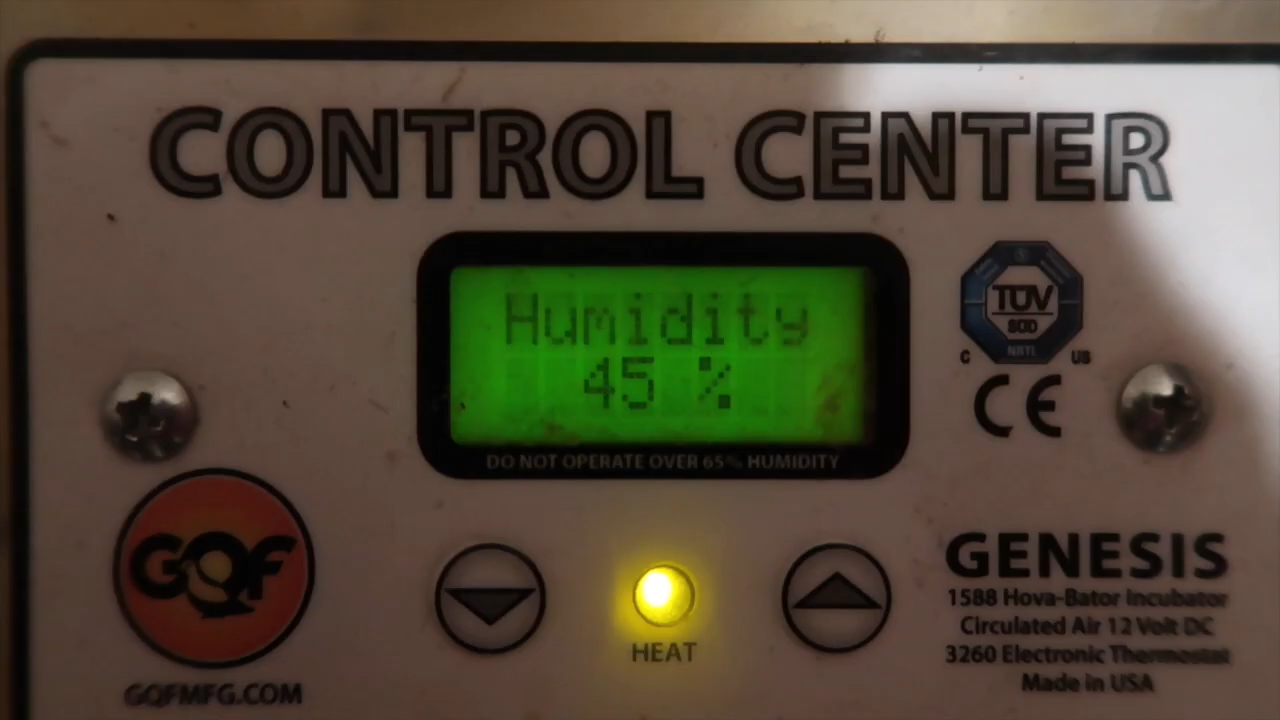 CONTROL CENTER
Humidity
45 %
DO NOT OPERATE OVER 65% HUMIDITY
TÜV
SÜD
NRTL
C US
CE
GQF
GQFMFG.COM
HEAT
GENESIS
1588 Hova-Bator Incubator
Circulated Air 12 Volt DC
3260 Electronic Thermostat
Made in USA